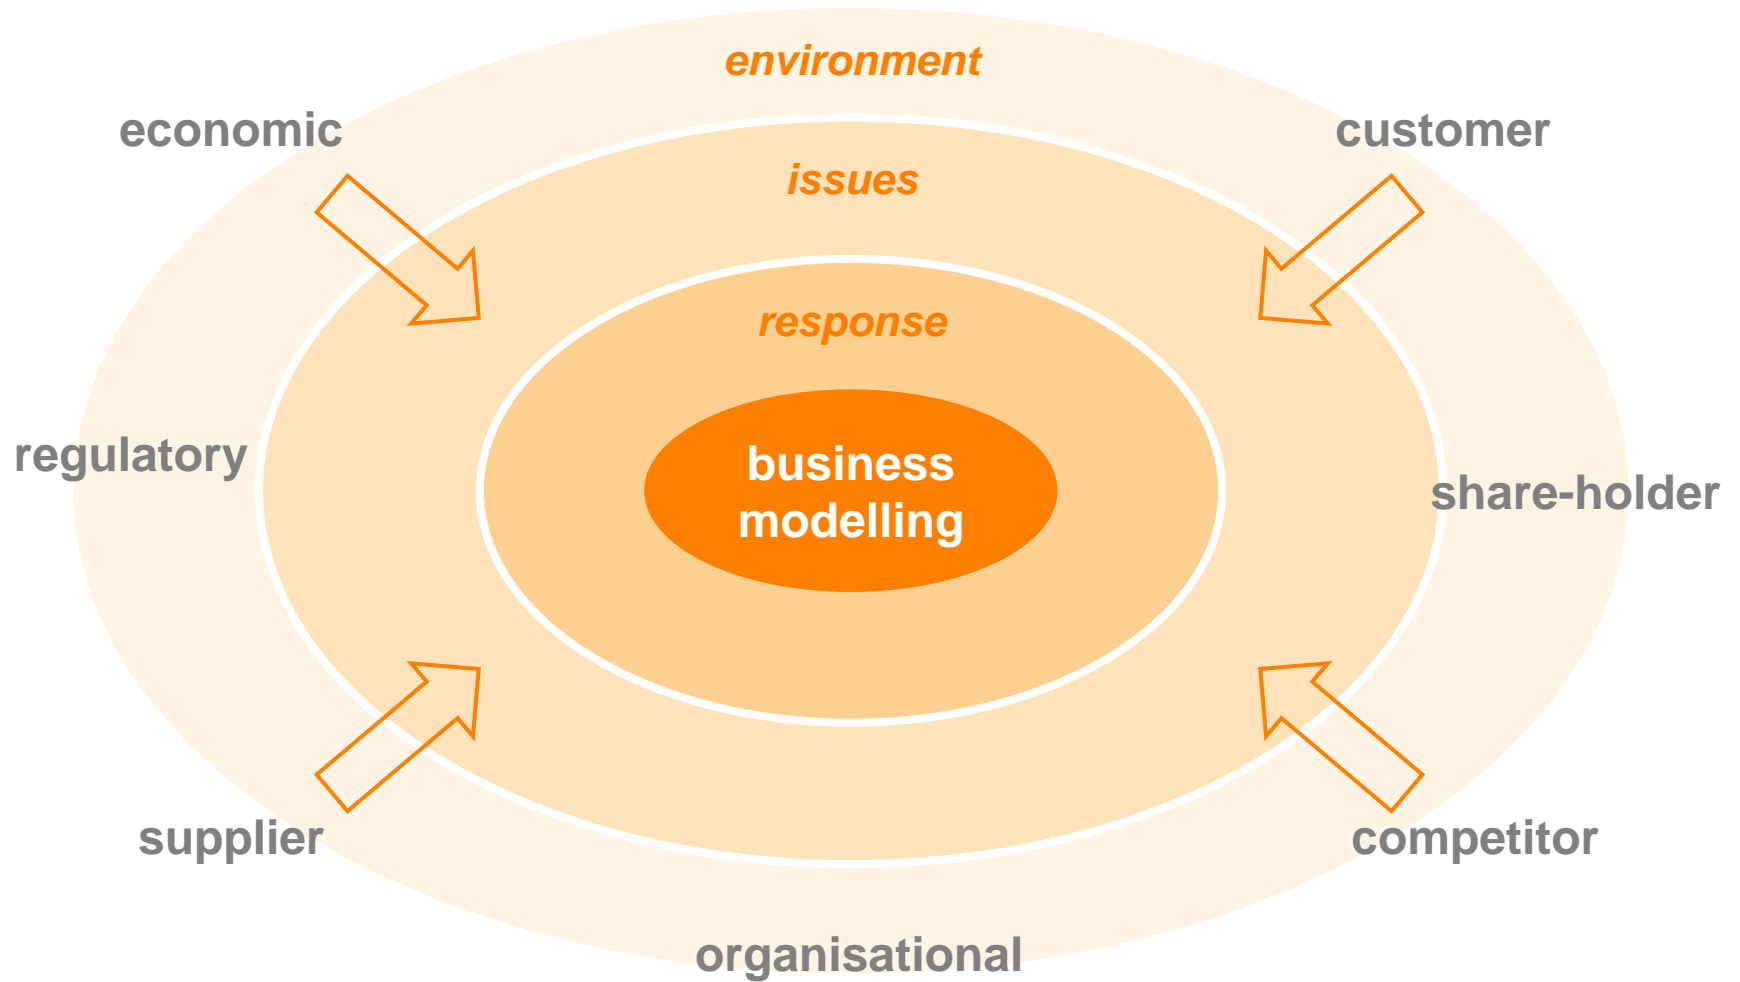 environment
economic
customer
issues
response
business
modelling
regulatory
share-holder
supplier
competitor
organisational